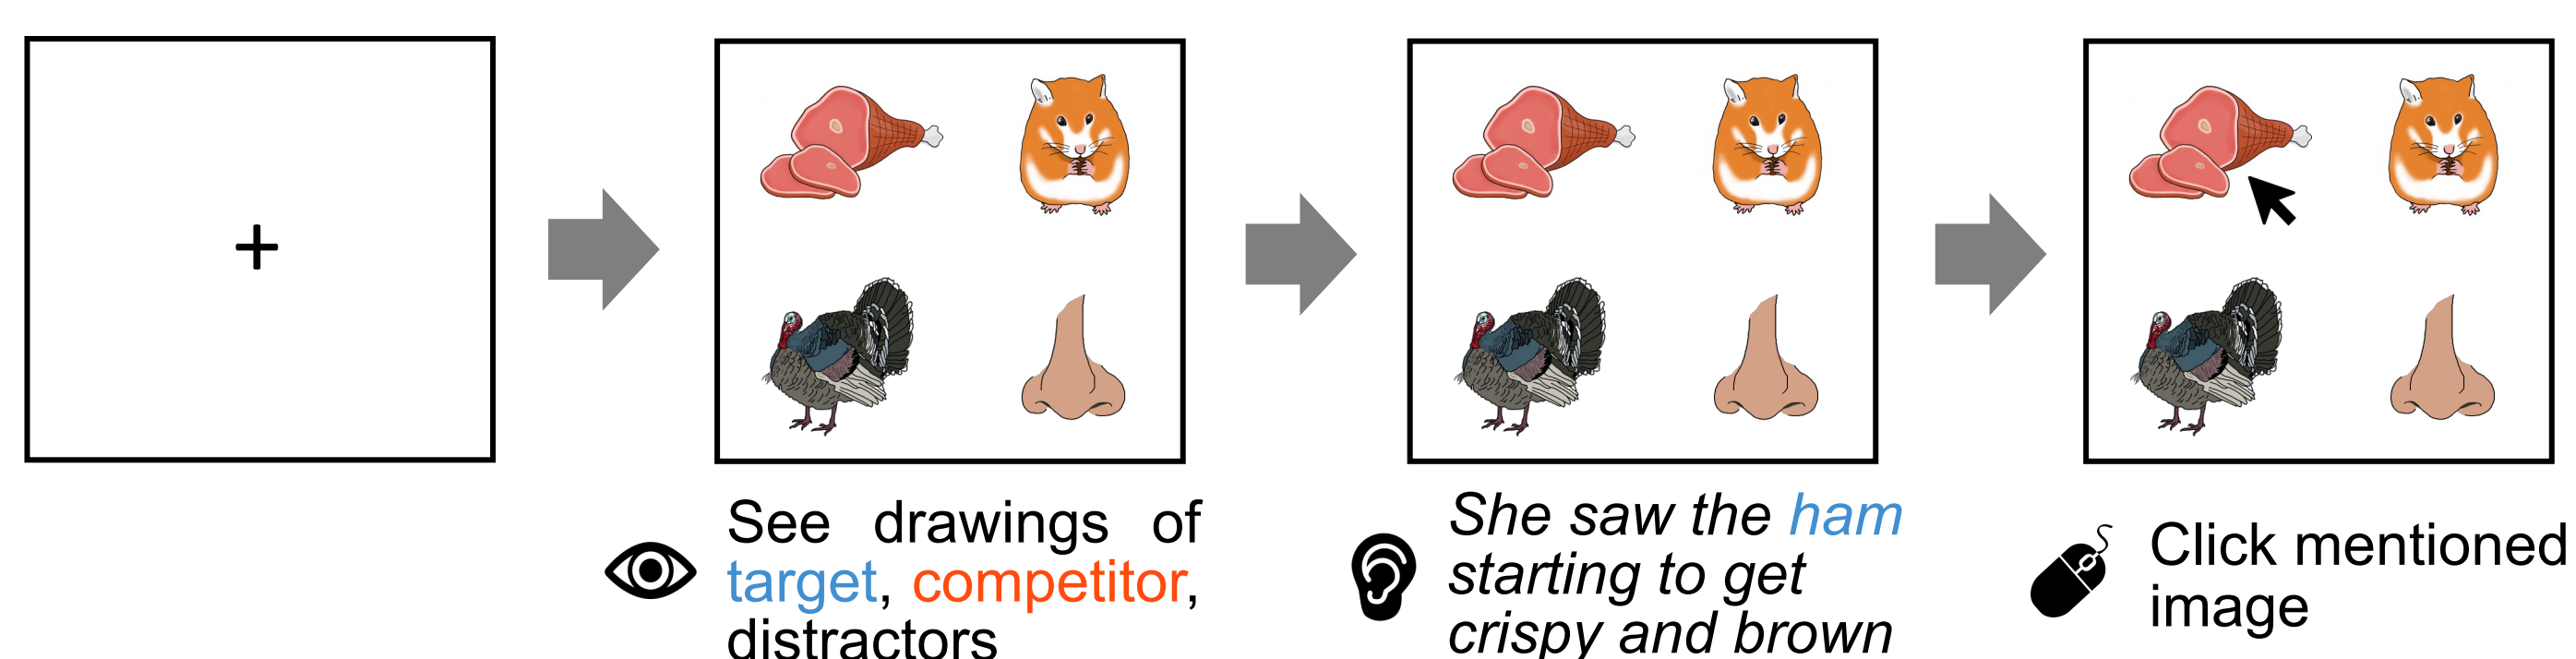 See drawings of
target, competitor,
distractors
She saw the ham
starting to get
crispy and brown
Click mentioned
image